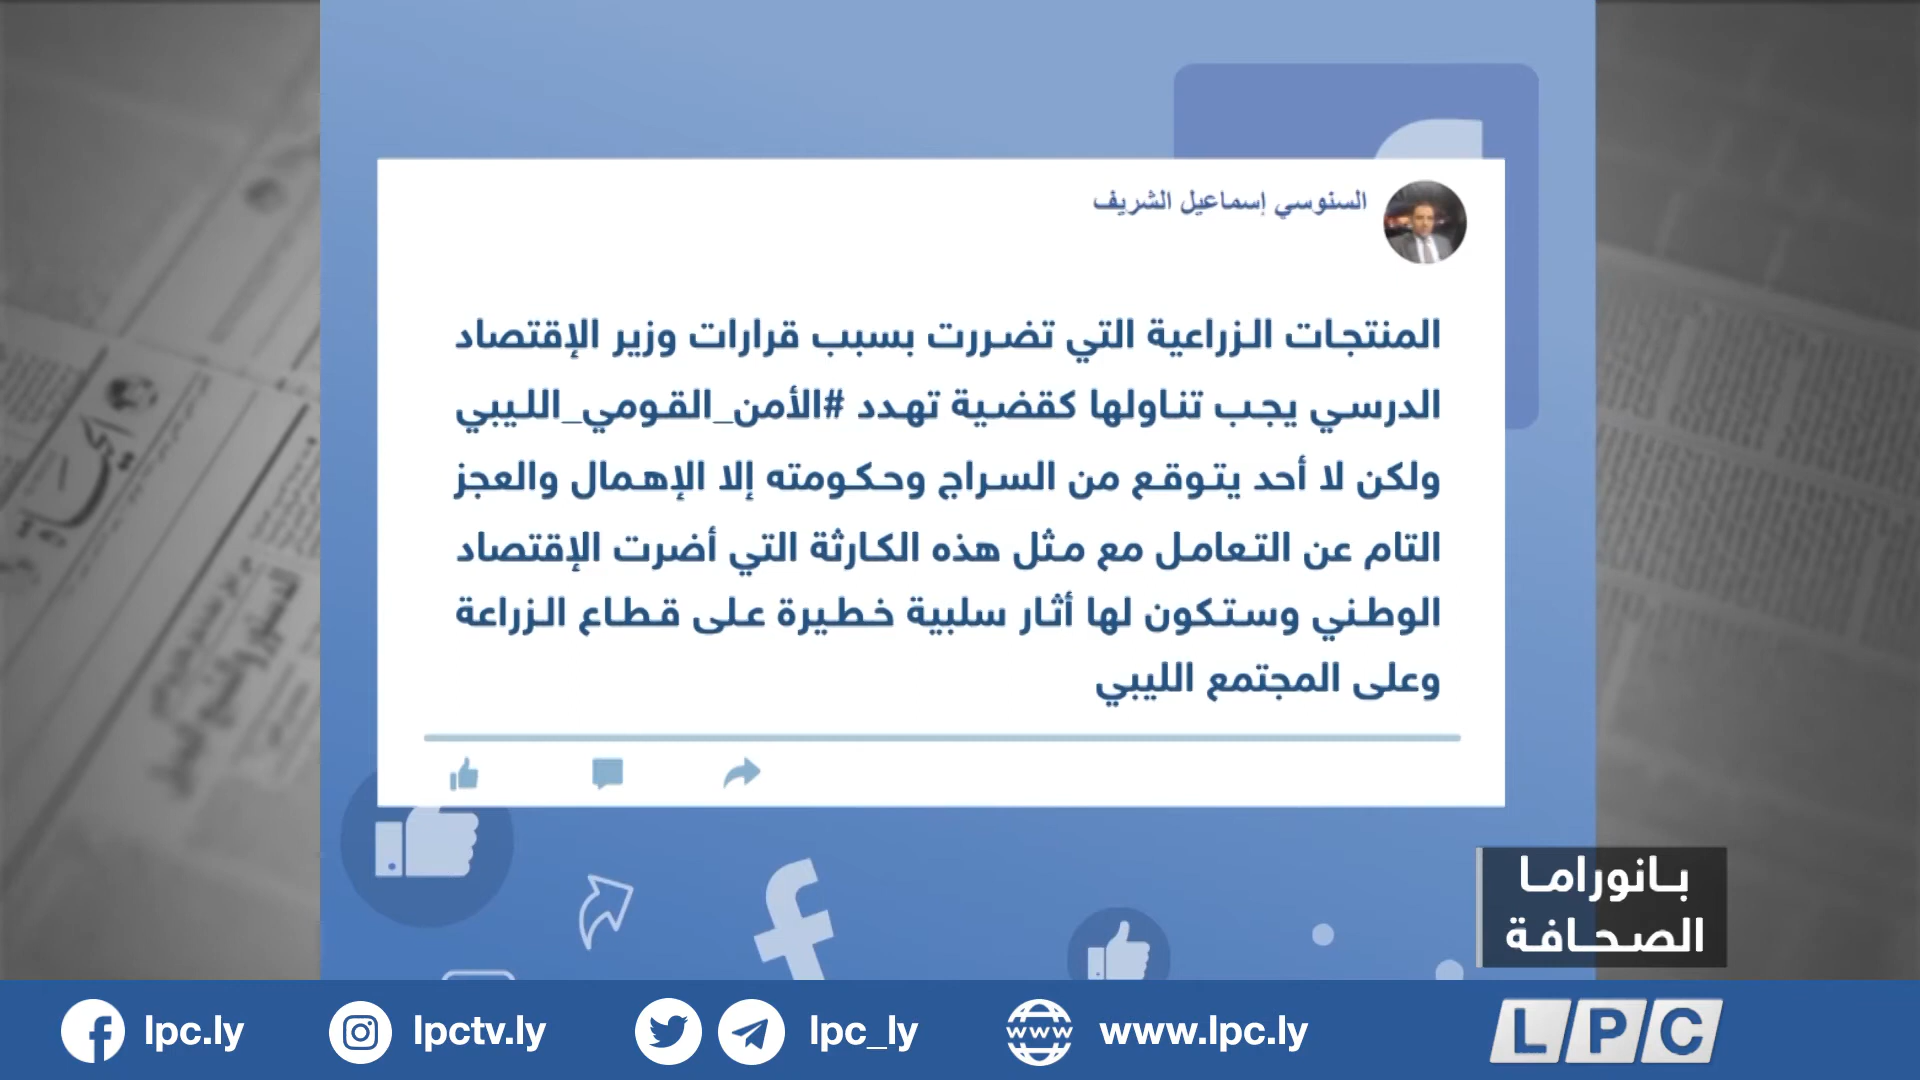 السنوسي إسماعيل الشريف
المنتجات الزراعية التي تضررت بسبب قرارات وزير الإقتصاد
الدرسي يجب تناولها كقضية تهدد #الأمن_القومي_الليبي
ولكن لا أحد يتوقع من السراج وحكومته إلا الإهمال والعجز
التام عن التعامل مع مثل هذه الكارثة التي أضرت الإقتصاد
الوطني وستكون لها أثار سلبية خطيرة على قطاع الزراعة
وعلى المجتمع الليبي
بانوراما
الصحافة
lpc.ly
lpctv.ly
lpc_ly
www
www.lpc.ly
LPC